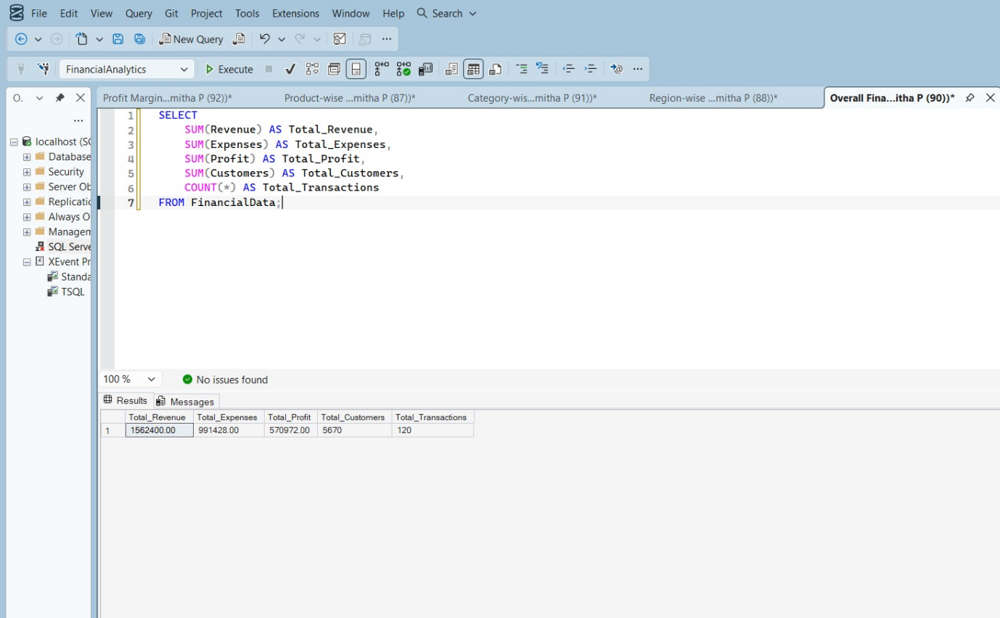 File Edit View Query Git Project Tools Extensions Window Help Search
New Query
FinancialAnalytics Execute
O.
Profit Margin...mitha P (92))* Product-wise ...mitha P (87))* Category-wis...mitha P (91))* Region-wise ...mitha P (88))* Overall Fina...itha P (90))*
localhost (SQ
Database
Security
Server Ob
Replicatio
Always O
Managem
SQL Serve
XEvent Pr
Standa
TSQL
1 SELECT
2 SUM(Revenue) AS Total_Revenue,
3 SUM(Expenses) AS Total_Expenses,
4 SUM(Profit) AS Total_Profit,
5 SUM(Customers) AS Total_Customers,
6 COUNT(*) AS Total_Transactions
7 FROM FinancialData;
100 % No issues found
Results Messages
Total_Revenue Total_Expenses Total_Profit Total_Customers Total_Transactions
1 1562400.00 991428.00 570972.00 5670 120